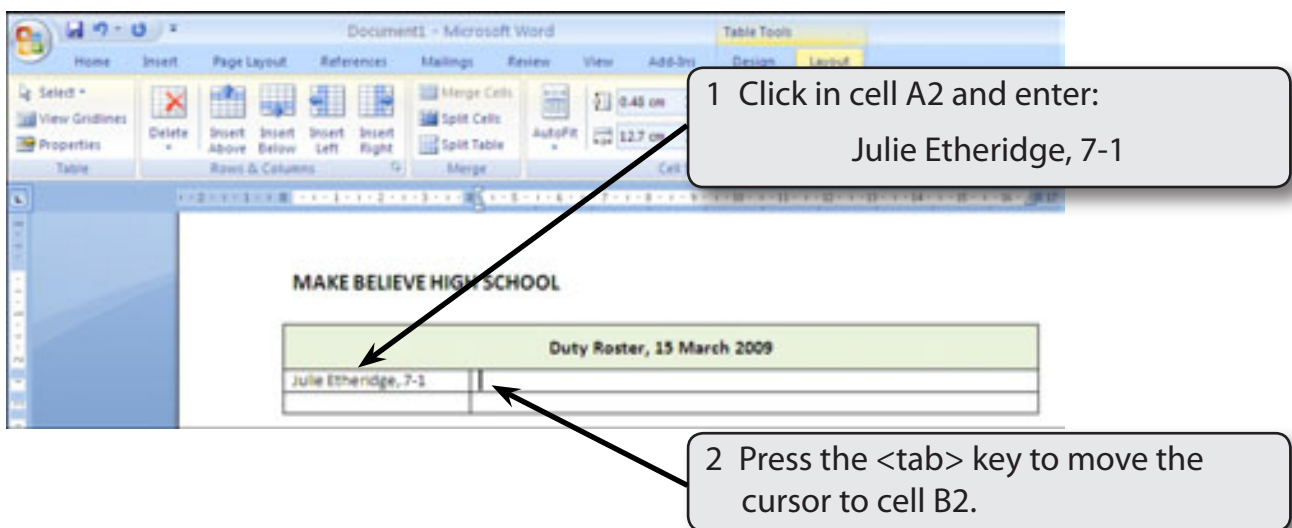 Document1 - Microsoft Word
Table Tools
Home Insert Page Layout References Mailings Review View Add-Ins Design Layout
Select
View Gridlines
Properties
Delete
Insert Above
Insert Below
Insert Left
Insert Right
Merge Cells
Split Cells
Split Table
AutoFit
0.48 cm
12.7 cm
Table
Rows & Columns
Merge
Cell
1 Click in cell A2 and enter:
Julie Etheridge, 7-1
MAKE BELIEVE HIGH SCHOOL
Duty Roster, 15 March 2009
Julie Etheridge, 7-1
2 Press the <tab> key to move the
cursor to cell B2.